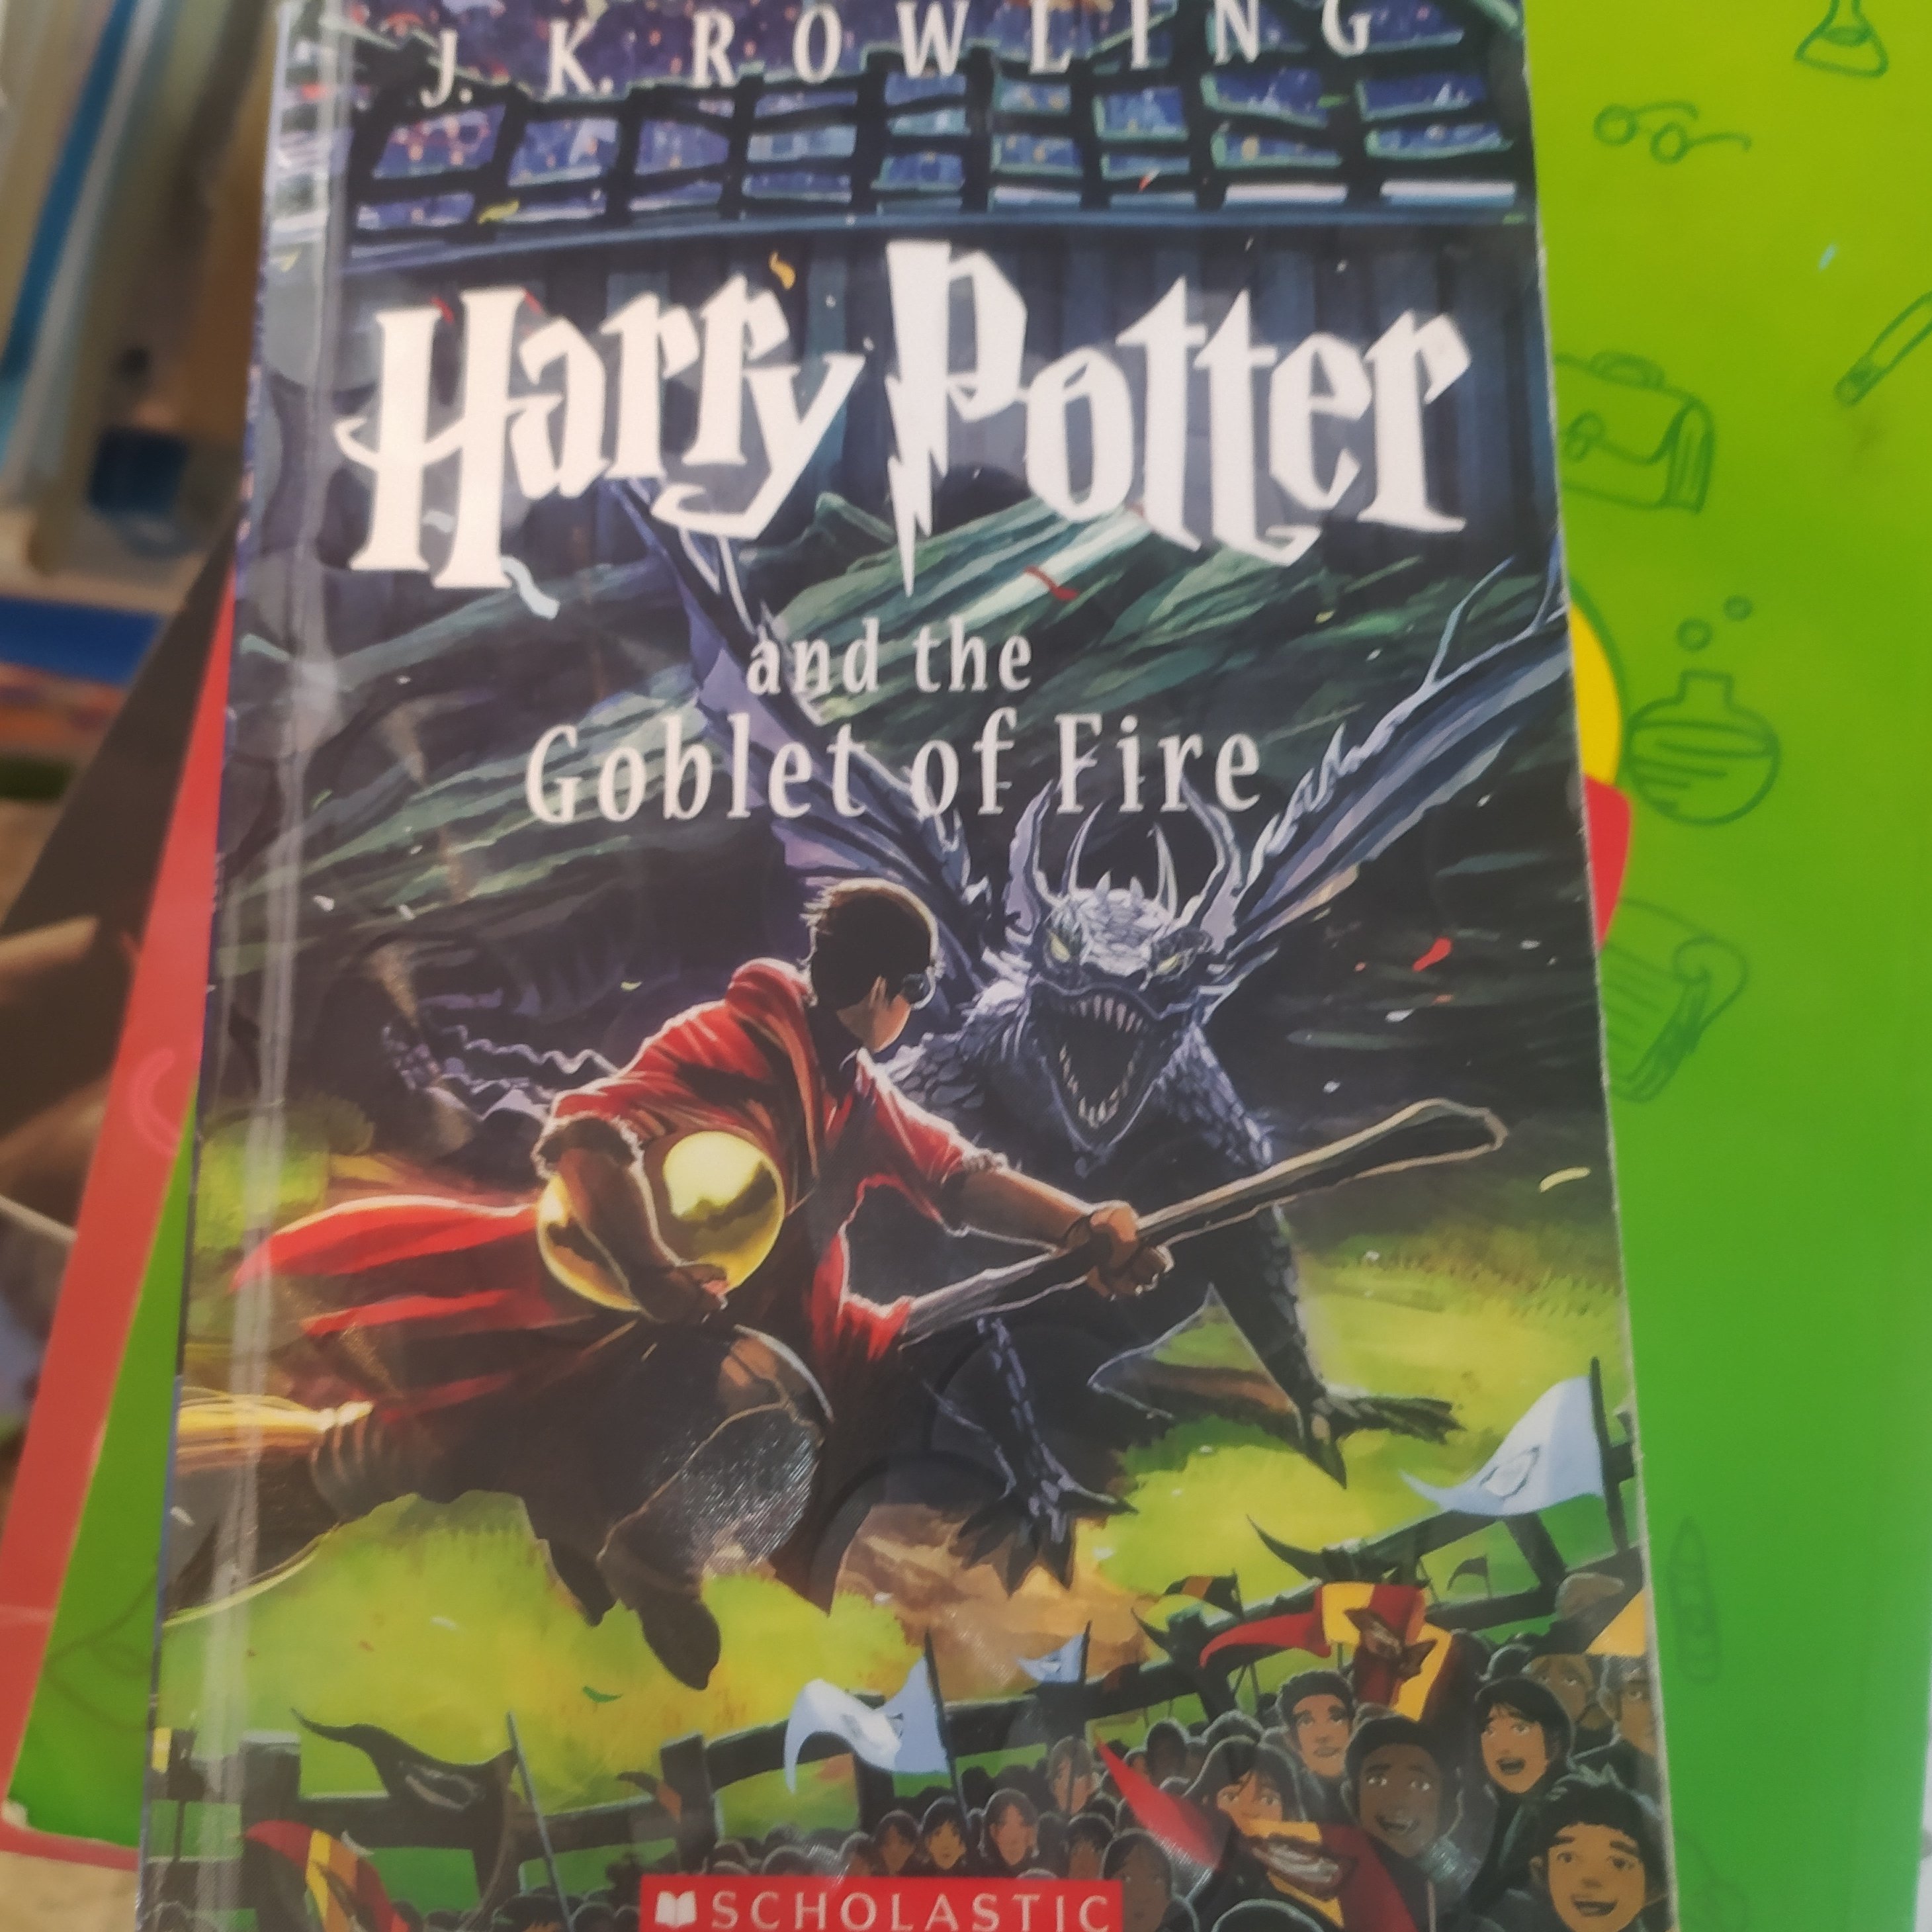 J. K. ROWLING
Harry Potter
and the
Goblet of Fire
SCHOLASTIC